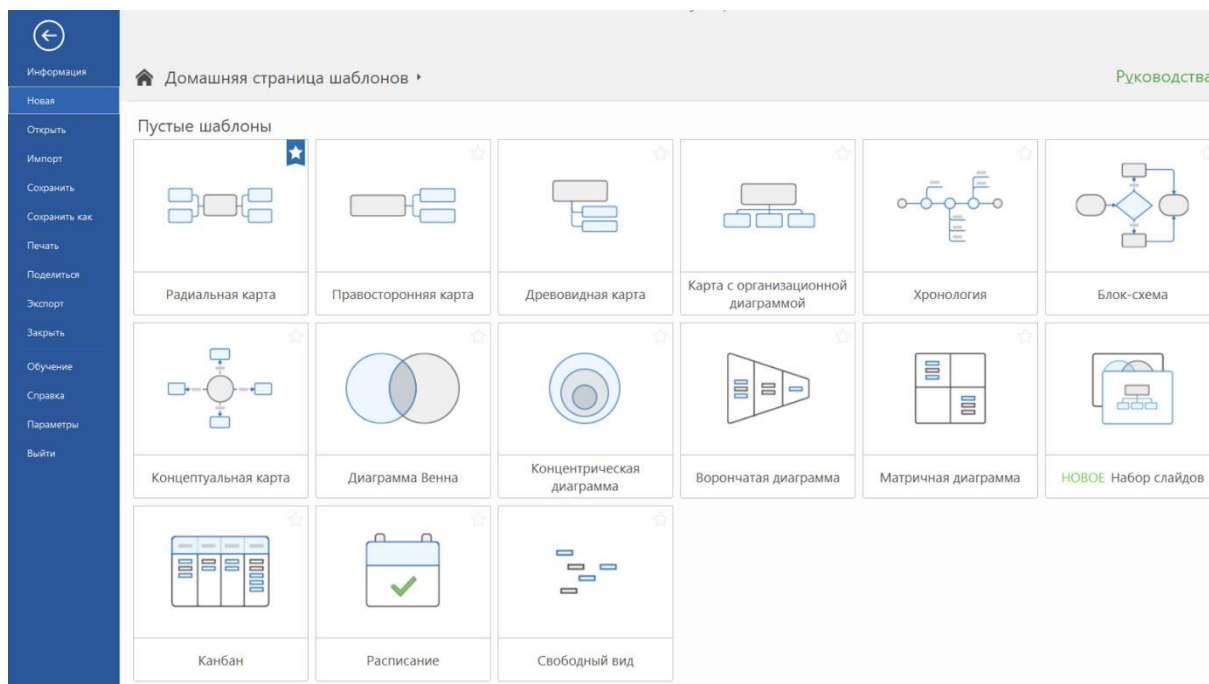 Информация
Новая
Открыть
Импорт
Сохранить
Сохранить как
Печать
Поделиться
Экспорт
Закрыть
Обучение
Справка
Параметры
Выйти
Домашняя страница шаблонов
Руководства
Пустые шаблоны
Радиальная карта
Правосторонняя карта
Древовидная карта
Карта с организационной
диаграммой
Хронология
Блок-схема
Концептуальная карта
Диаграмма Венна
Концентрическая
диаграмма
Ворончатая диаграмма
Матричная диаграмма
НОВОЕ Набор слайдов
Канбан
Расписание
Свободный вид